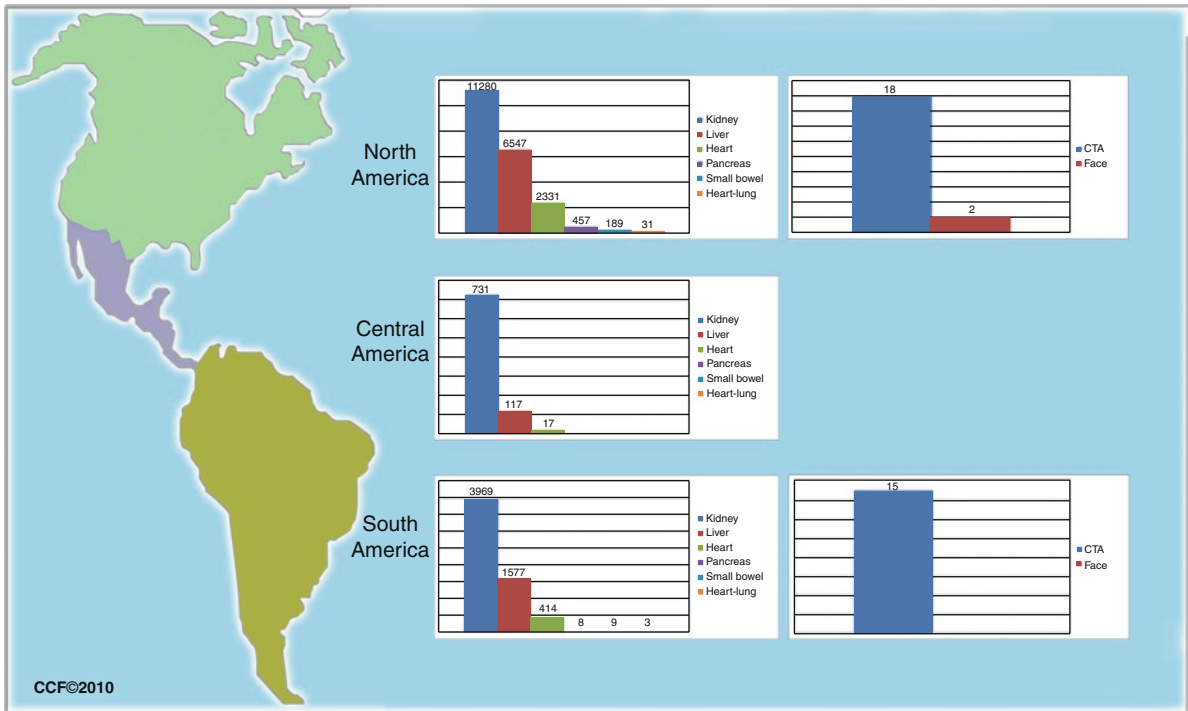 North
America
11280
6547
2331
457
189
31
Kidney
Liver
Heart
Pancreas
Small bowel
Heart-lung
18
2
CTA
Face
Central
America
731
117
17
Kidney
Liver
Heart
Pancreas
Small bowel
Heart-lung
South
America
3969
1577
414
8
9
3
Kidney
Liver
Heart
Pancreas
Small bowel
Heart-lung
15
CTA
Face
CCF©2010